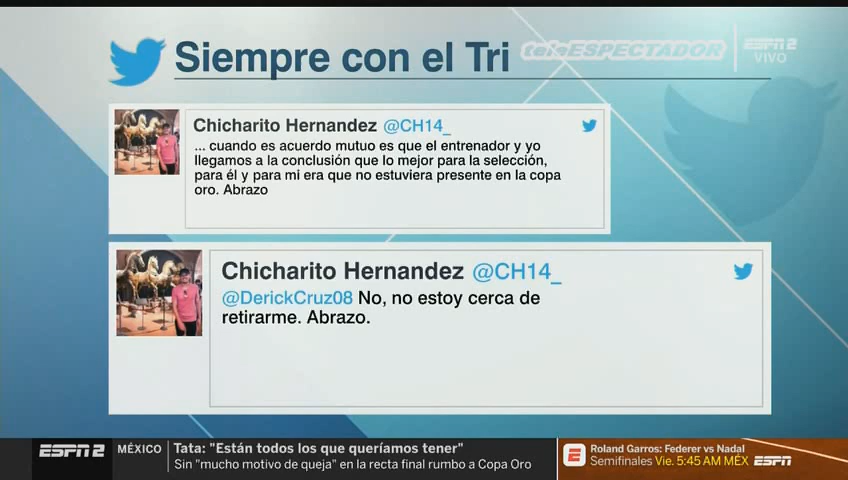 Siempre con el Tri
teleESPECTADOR
ESPN 2
VIVO
Chicharito Hernandez @CH14_
... cuando es acuerdo mutuo es que el entrenador y yo
llegamos a la conclusión que lo mejor para la selección,
para él y para mi era que no estuviera presente en la copa
oro. Abrazo
Chicharito Hernandez @CH14_
@DerickCruz08 No, no estoy cerca de
retirarme. Abrazo.
ESPN 2
MÉXICO
Tata: "Están todos los que queríamos tener"
Sin "mucho motivo de queja" en la recta final rumbo a Copa Oro
E
Roland Garros: Federer vs Nadal
Semifinales Vie. 5:45 AM MÉX
ESPN